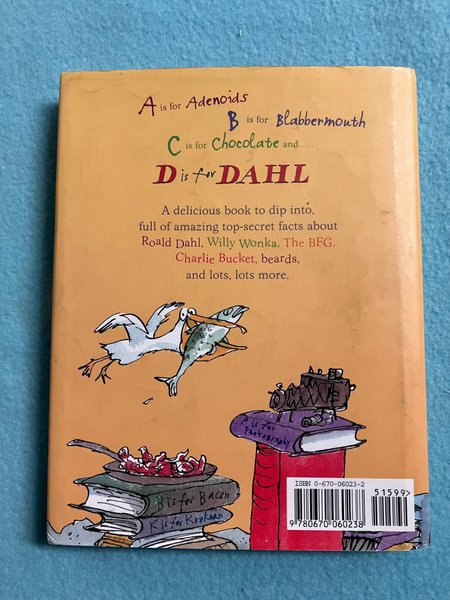 A is for Adenoids
B is for Blabbermouth
C is for Chocolate and . . .
D is for DAHL
A delicious book to dip into,
full of amazing top-secret facts about
Roald Dahl, Willy Wonka, The BFG,
Charlie Bucket, beards,
and lots, lots more.
P is for
Photography
B is for Bacon
K is for Krokaan
ISBN 0-670-06023-2
51599>
9 780670 060238